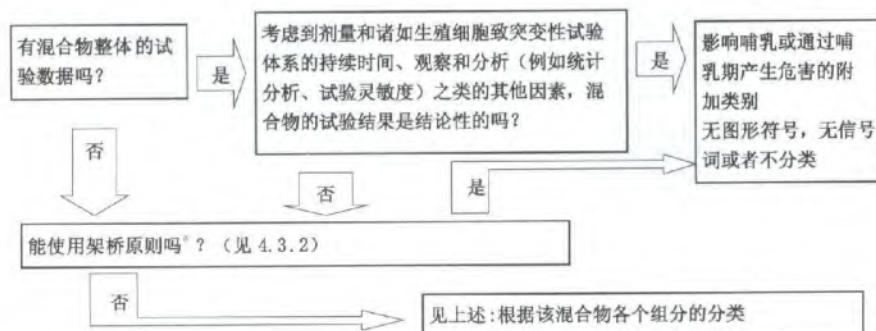 有混合物整体的试
验数据吗？
是
考虑到剂量和诸如生殖细胞致突变性试验
体系的持续时间、观察和分析（例如统计
分析、试验灵敏度）之类的其他因素，混
合物的试验结果是结论性的吗？
是
影响哺乳或通过哺
乳期产生危害的附
加类别
无图形符号，无信号
词或者不分类
否
否
是
能使用架桥原则吗ª？（见 4.3.2）
否
见上述：根据该混合物各个组分的分类